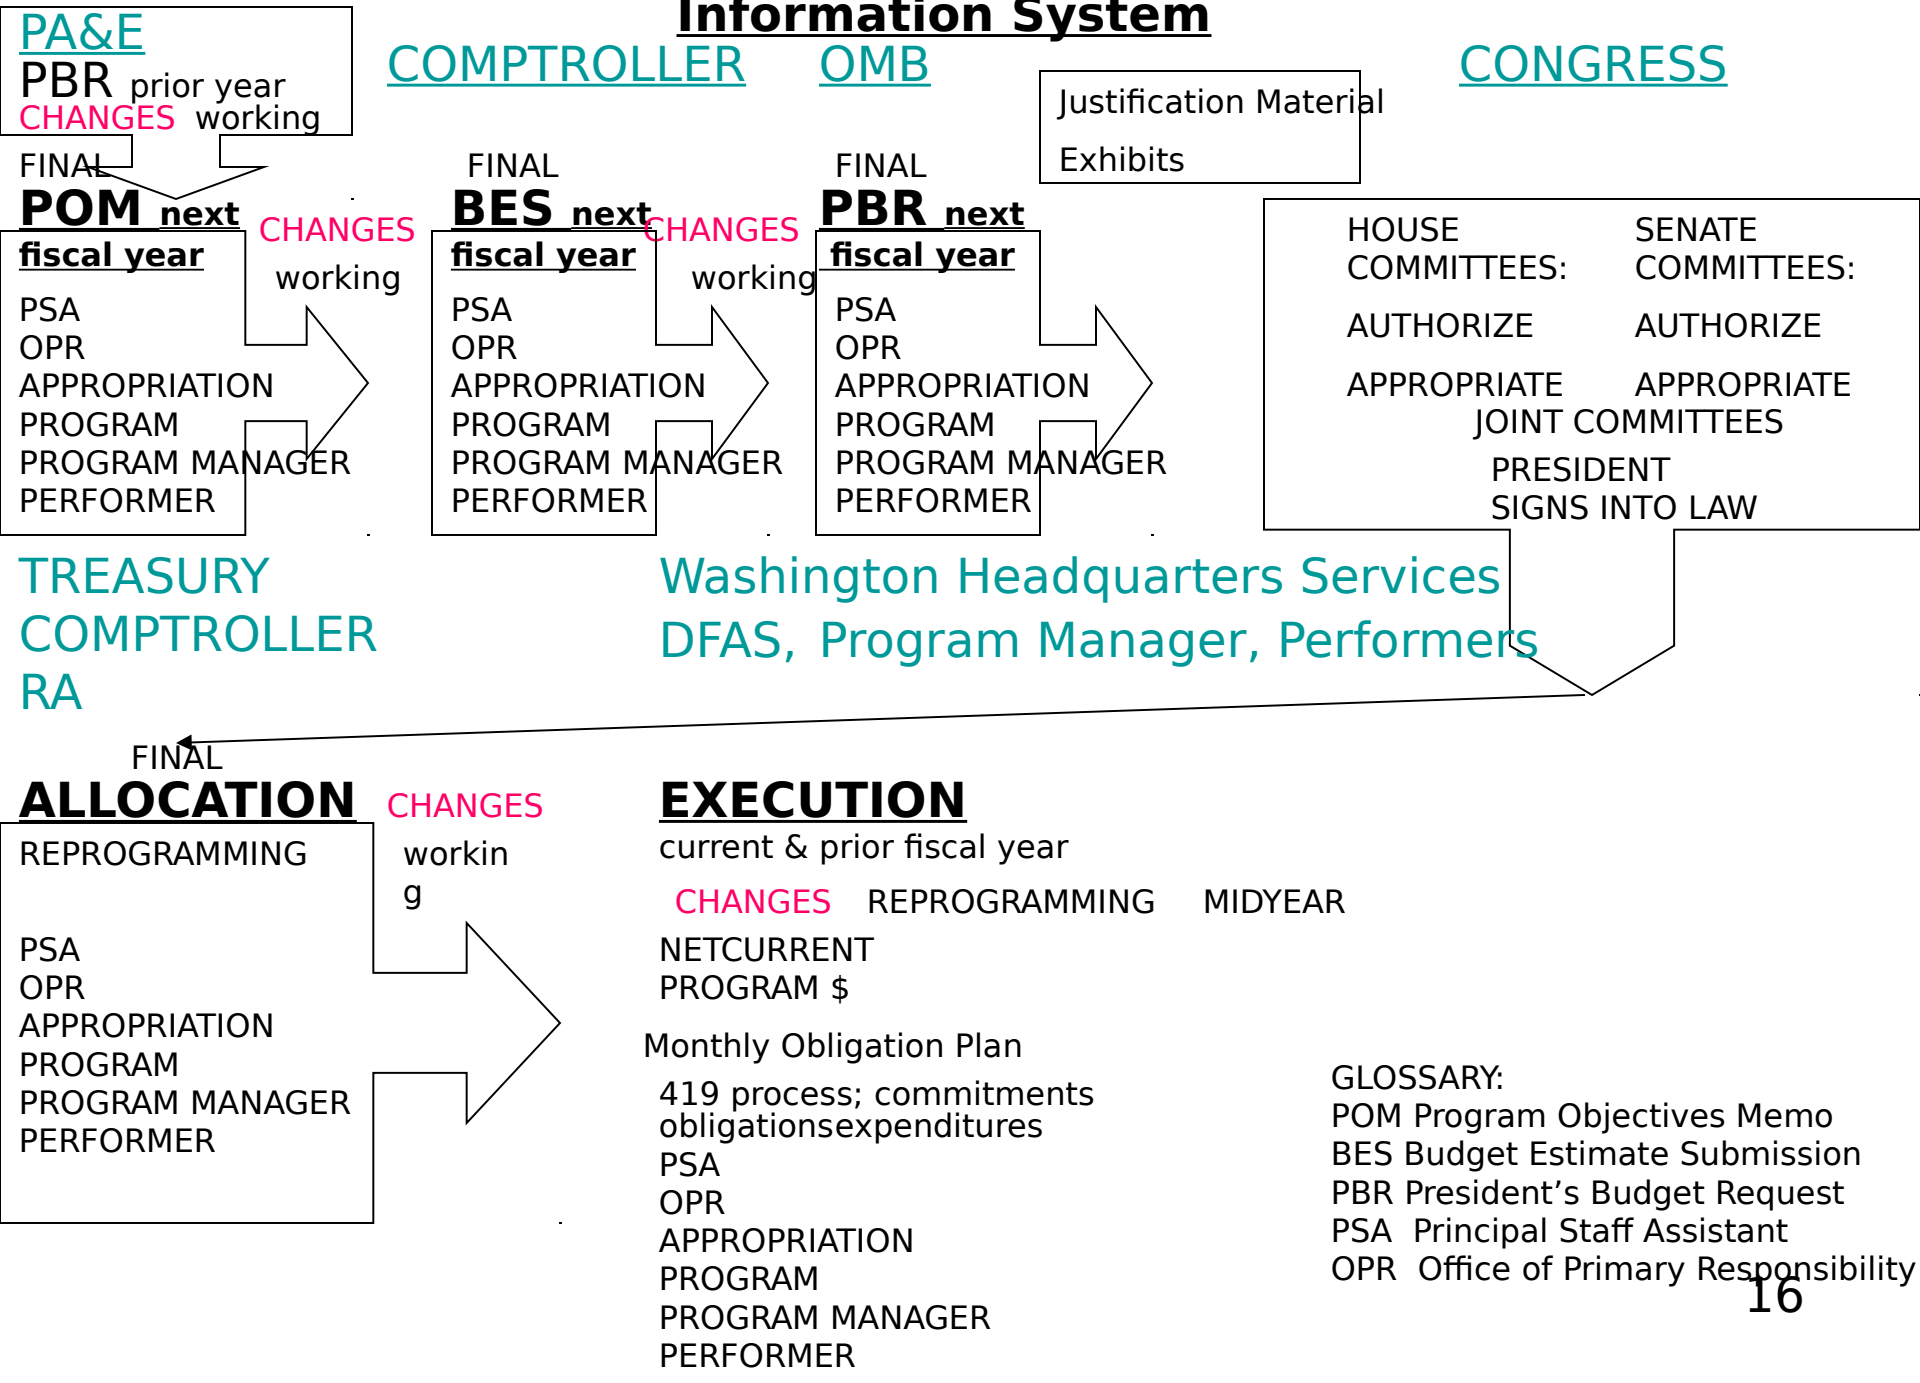 Information System
PA&E
PBR prior year
CHANGES working
COMPTROLLER
OMB
CONGRESS
Justification Material
Exhibits
FINAL
POM next
fiscal year
PSA
OPR
APPROPRIATION
PROGRAM
PROGRAM MANAGER
PERFORMER
CHANGES
working
FINAL
BES next
fiscal year
PSA
OPR
APPROPRIATION
PROGRAM
PROGRAM MANAGER
PERFORMER
CHANGES
working
FINAL
PBR next
fiscal year
PSA
OPR
APPROPRIATION
PROGRAM
PROGRAM MANAGER
PERFORMER
HOUSE
COMMITTEES:
AUTHORIZE
APPROPRIATE
SENATE
COMMITTEES:
AUTHORIZE
APPROPRIATE
JOINT COMMITTEES
PRESIDENT
SIGNS INTO LAW
TREASURY
COMPTROLLER
RA
Washington Headquarters Services
DFAS, Program Manager, Performers
FINAL
ALLOCATION
REPROGRAMMING
PSA
OPR
APPROPRIATION
PROGRAM
PROGRAM MANAGER
PERFORMER
CHANGES
workin
g
EXECUTION
current & prior fiscal year
CHANGES REPROGRAMMING MIDYEAR
NETCURRENT
PROGRAM $
Monthly Obligation Plan
419 process; commitments
obligationsexpenditures
PSA
OPR
APPROPRIATION
PROGRAM
PROGRAM MANAGER
PERFORMER
GLOSSARY:
POM Program Objectives Memo
BES Budget Estimate Submission
PBR President’s Budget Request
PSA Principal Staff Assistant
OPR Office of Primary Responsibility
16